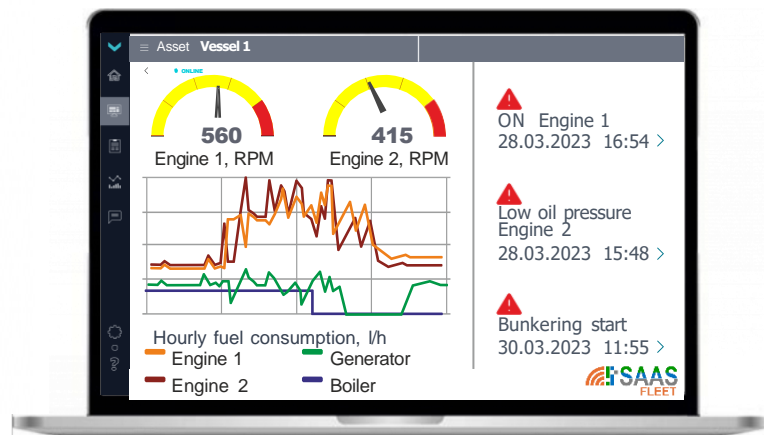 Asset Vessel 1
ONLINE
560
Engine 1, RPM
415
Engine 2, RPM
Hourly fuel consumption, l/h
Engine 1
Generator
Engine 2
Boiler
ON Engine 1
28.03.2023 16:54 >
Low oil pressure
Engine 2
28.03.2023 15:48 >
Bunkering start
30.03.2023 11:55 >
SAAS
FLEET